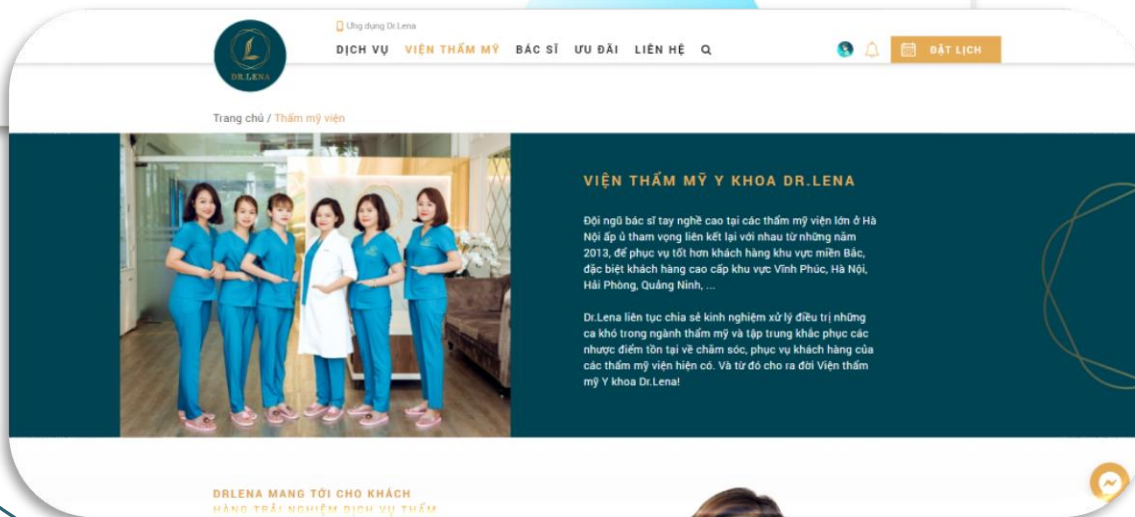 Ứng dụng Dr.Lena
DỊCH VỤ VIỆN THẨM MỸ BÁC SĨ ƯU ĐÃI LIÊN HỆ
ĐẶT LỊCH
DR.LENA
Trang chủ / Thẩm mỹ viện
VIỆN THẨM MỸ Y KHOA DR.LENA
Đội ngũ bác sĩ tay nghề cao tại các thẩm mỹ viện lớn ở Hà
Nội ấp ủ tham vọng liên kết lại với nhau từ những năm
2013, để phục vụ tốt hơn khách hàng khu vực miền Bắc,
đặc biệt khách hàng cao cấp khu vực Vĩnh Phúc, Hà Nội,
Hải Phòng, Quảng Ninh, ...
Dr.Lena liên tục chia sẻ kinh nghiệm xử lý điều trị những
ca khó trong ngành thẩm mỹ và tập trung khắc phục các
nhược điểm tồn tại về chăm sóc, phục vụ khách hàng của
các thẩm mỹ viện hiện có. Và từ đó cho ra đời Viện thẩm
mỹ Y khoa Dr.Lena!
DRLENA MANG TỚI CHO KHÁCH
HÀNG TRẢI NGHIỆM DỊCH VỤ THẨM